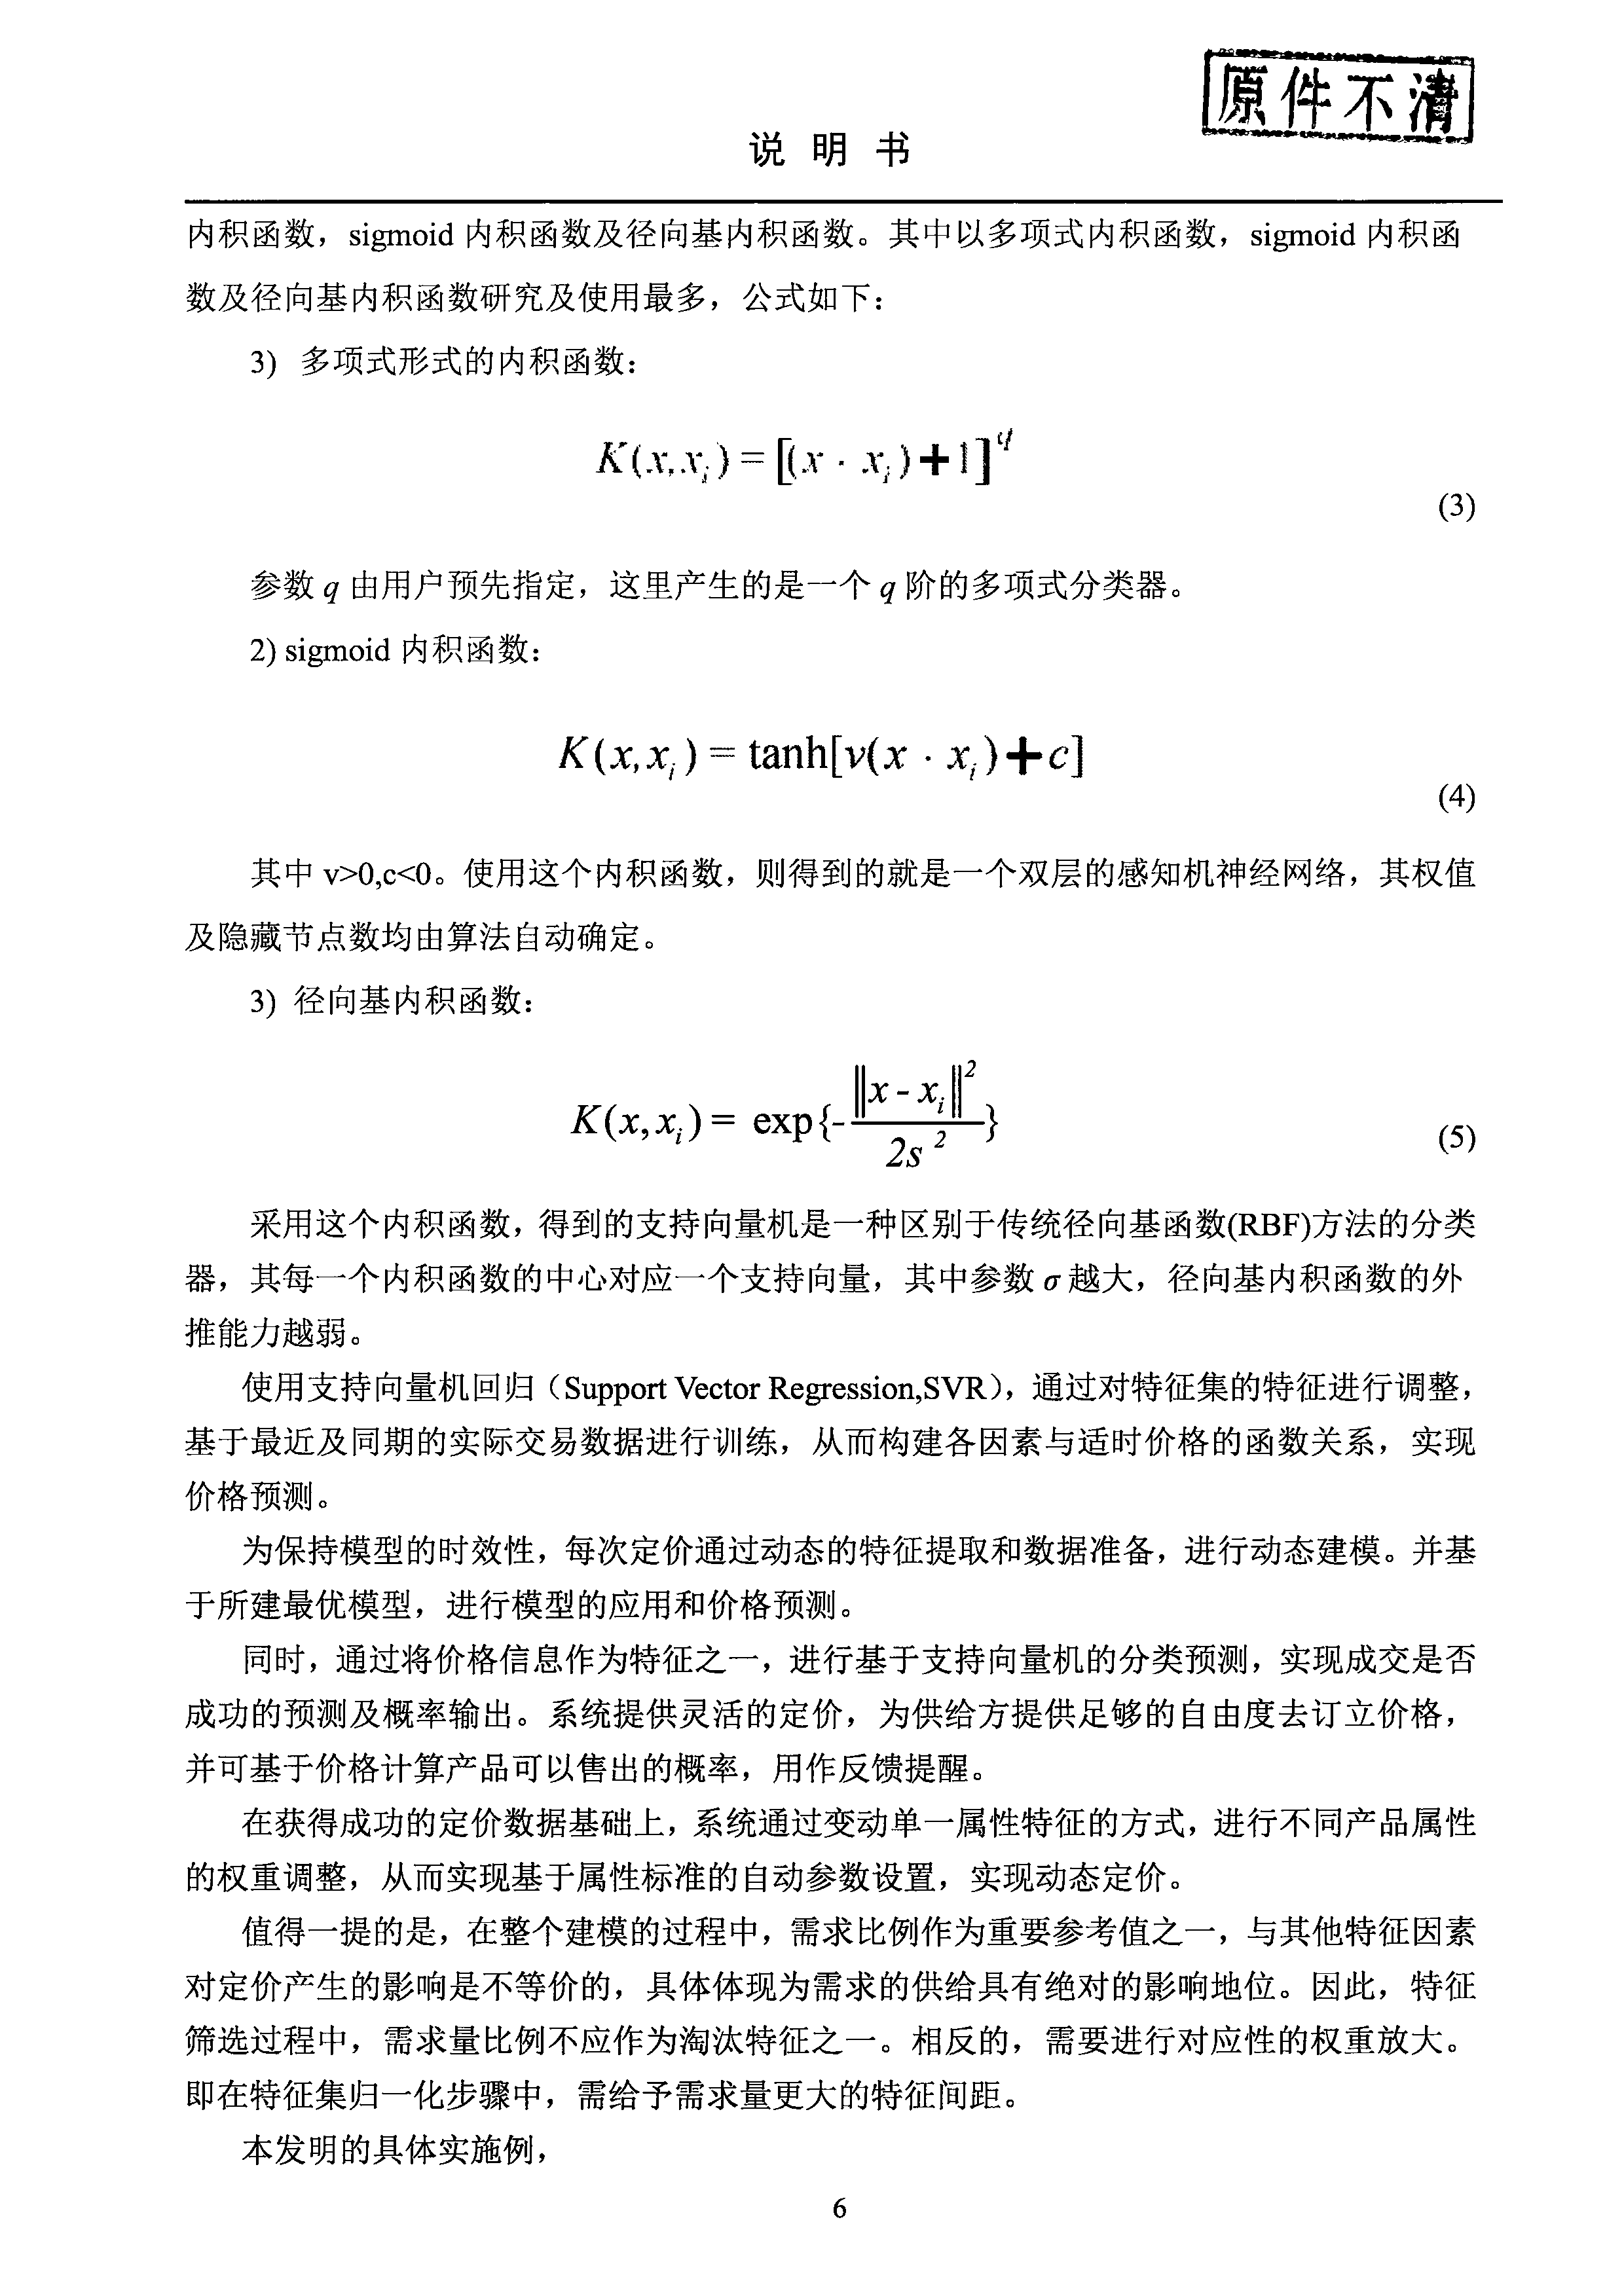 原件不清
说 明 书
内积函数，sigmoid 内积函数及径向基内积函数。其中以多项式内积函数，sigmoid 内积函
数及径向基内积函数研究及使用最多，公式如下：
3) 多项式形式的内积函数：
K(x,x_i) = [(x · x_i)+1]^q
(3)
参数 q 由用户预先指定，这里产生的是一个 q 阶的多项式分类器。
2) sigmoid 内积函数：
K(x,x_i) = tanh[v(x · x_i)+c]
(4)
其中 v>0,c<0。使用这个内积函数，则得到的就是一个双层的感知机神经网络，其权值
及隐藏节点数均由算法自动确定。
3) 径向基内积函数：
K(x,x_i) = exp{-‖x-x_i‖^2 / 2s^2} (5)
采用这个内积函数，得到的支持向量机是一种区别于传统径向基函数(RBF)方法的分类
器，其每一个内积函数的中心对应一个支持向量，其中参数 σ 越大，径向基内积函数的外
推能力越弱。
使用支持向量机回归（Support Vector Regression,SVR），通过对特征集的特征进行调整，
基于最近及同期的实际交易数据进行训练，从而构建各因素与适时价格的函数关系，实现
价格预测。
为保持模型的时效性，每次定价通过动态的特征提取和数据准备，进行动态建模。并基
于所建最优模型，进行模型的应用和价格预测。
同时，通过将价格信息作为特征之一，进行基于支持向量机的分类预测，实现成交是否
成功的预测及概率输出。系统提供灵活的定价，为供给方提供足够的自由度去订立价格，
并可基于价格计算产品可以售出的概率，用作反馈提醒。
在获得成功的定价数据基础上，系统通过变动单一属性特征的方式，进行不同产品属性
的权重调整，从而实现基于属性标准的自动参数设置，实现动态定价。
值得一提的是，在整个建模的过程中，需求比例作为重要参考值之一，与其他特征因素
对定价产生的影响是不等价的，具体体现为需求的供给具有绝对的影响地位。因此，特征
筛选过程中，需求量比例不应作为淘汰特征之一。相反的，需要进行对应性的权重放大。
即在特征集归一化步骤中，需给予需求量更大的特征间距。
本发明的具体实施例，
6